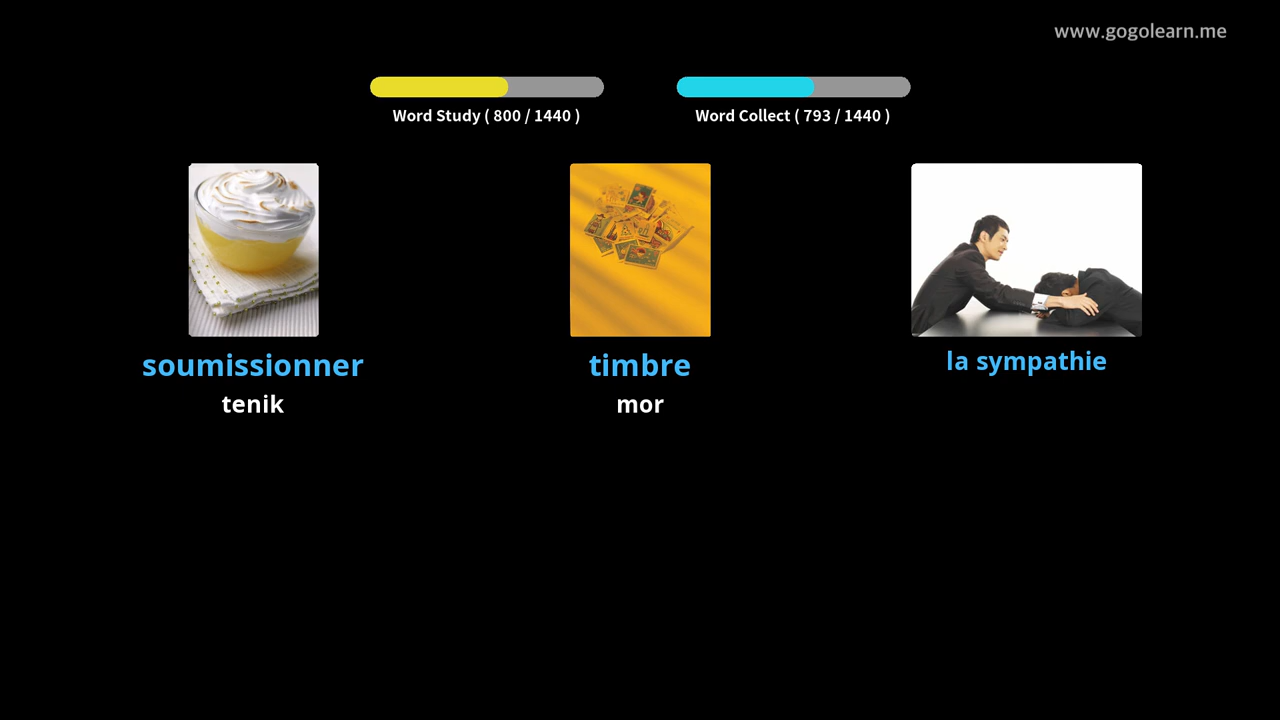 www.gogolearn.me
Word Study ( 800 / 1440 )
Word Collect ( 793 / 1440 )
soumissionner
timbre
la sympathie
tenik
mor